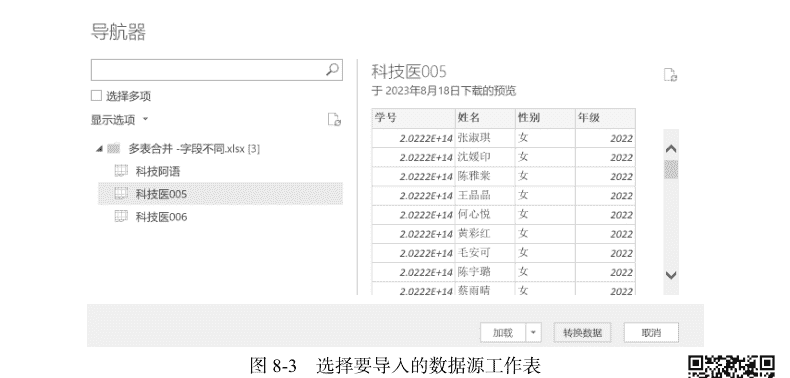 导航器
选择多项
显示选项
多表合并 -字段不同.xlsx [3]
科技阿语
科技医005
科技医006
科技医005
于 2023年8月18日下载的预览
学号 姓名 性别 年级
2.0222E+14 张淑琪 女 2022
2.0222E+14 沈媛印 女 2022
2.0222E+14 陈雅棠 女 2022
2.0222E+14 王晶晶 女 2022
2.0222E+14 何心悦 女 2022
2.0222E+14 黄彩红 女 2022
2.0222E+14 毛安可 女 2022
2.0222E+14 陈宇璐 女 2022
2.0222E+14 蔡雨晴 女 2022
加载 转换数据 取消
图 8-3 选择要导入的数据源工作表